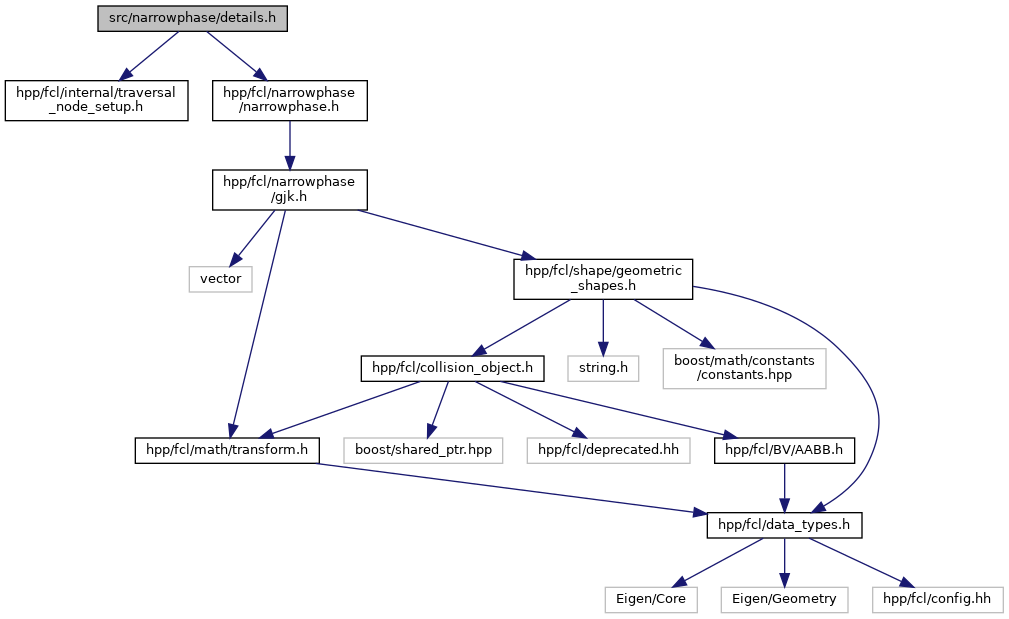 src/narrowphase/details.h
hpp/fcl/internal/traversal
_node_setup.h
hpp/fcl/narrowphase
/narrowphase.h
hpp/fcl/narrowphase
/gjk.h
vector
hpp/fcl/shape/geometric
_shapes.h
hpp/fcl/collision_object.h
string.h
boost/math/constants
/constants.hpp
hpp/fcl/math/transform.h
boost/shared_ptr.hpp
hpp/fcl/deprecated.hh
hpp/fcl/BV/AABB.h
hpp/fcl/data_types.h
Eigen/Core
Eigen/Geometry
hpp/fcl/config.hh